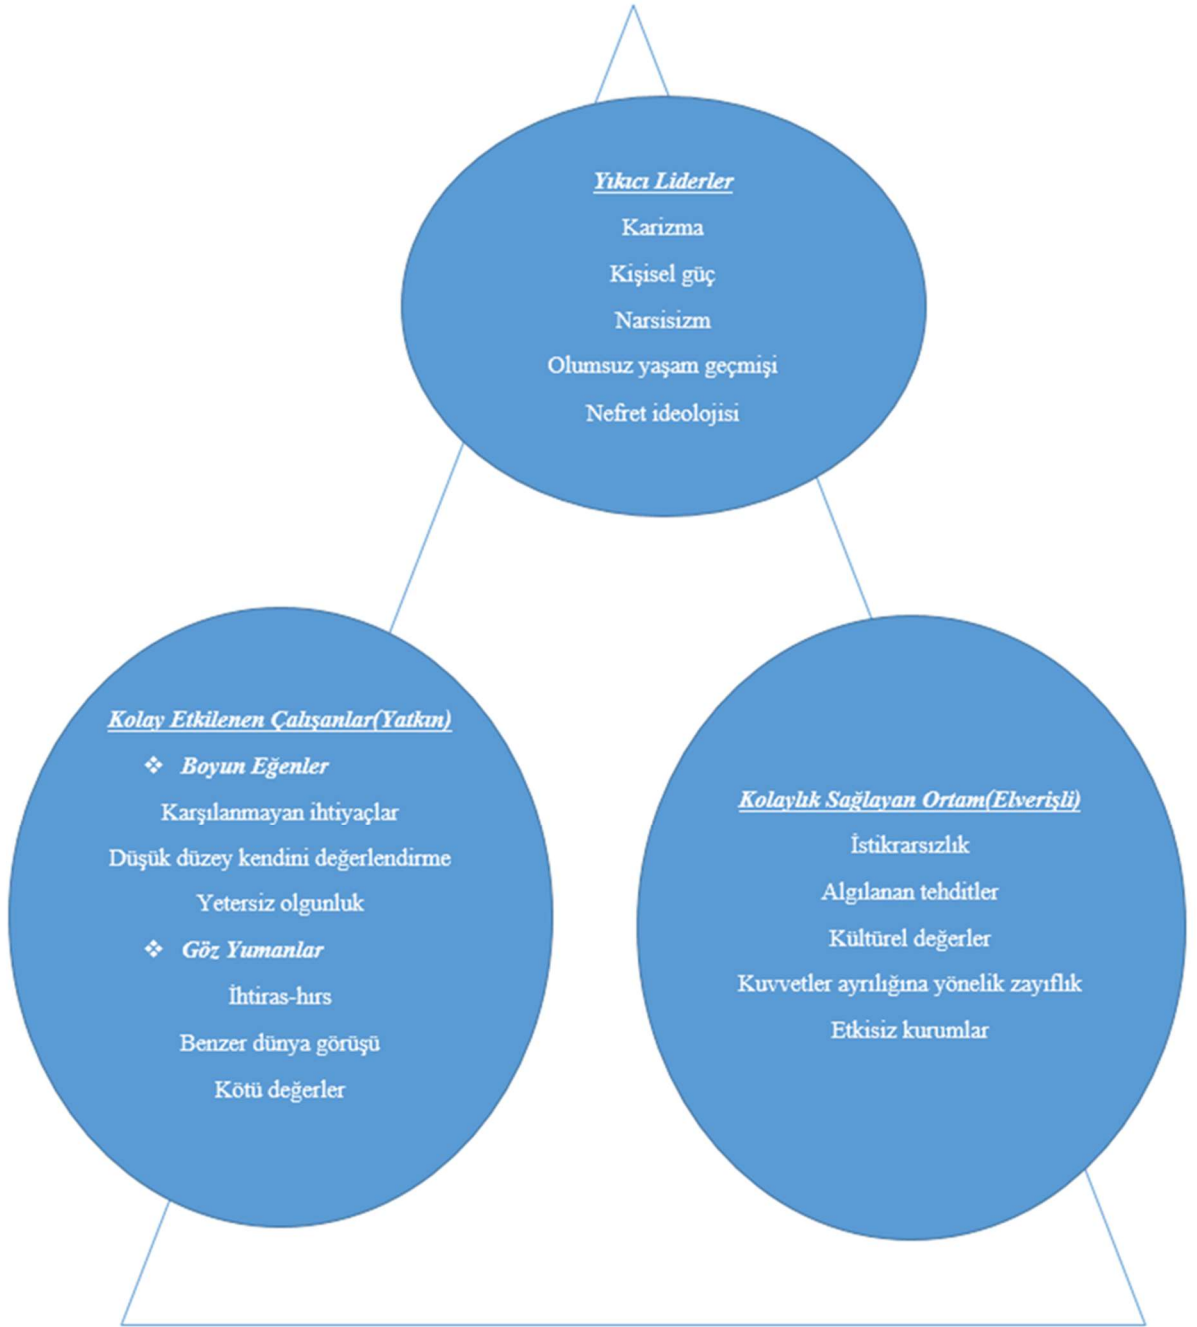 Yıkıcı Liderler
Karizma
Kişisel güç
Narsisizm
Olumsuz yaşam geçmişi
Nefret ideolojisi
Kolay Etkilenen Çalışanlar(Yatkın)
❖ Boyun Eğenler
Karşılanmayan ihtiyaçlar
Düşük düzey kendini değerlendirme
Yetersiz olgunluk
❖ Göz Yumanlar
İhtiras-hırs
Benzer dünya görüşü
Kötü değerler
Kolaylık Sağlayan Ortam(Elverişli)
İstikrarsızlık
Algılanan tehditler
Kültürel değerler
Kuvvetler ayrılığına yönelik zayıflık
Etkisiz kurumlar